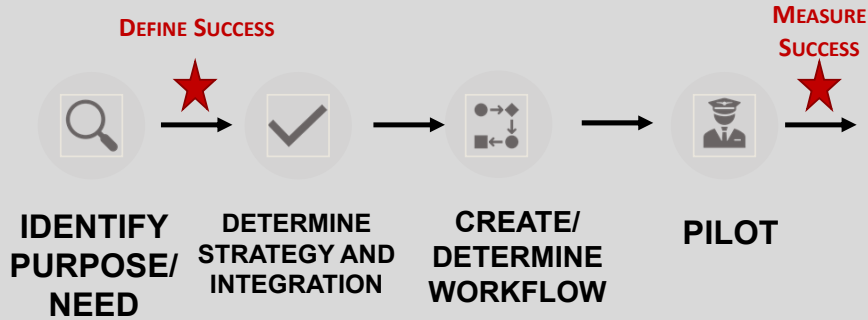 DEFINE SUCCESS
MEASURE
SUCCESS
IDENTIFY
PURPOSE/
NEED
DETERMINE
STRATEGY AND
INTEGRATION
CREATE/
DETERMINE
WORKFLOW
PILOT